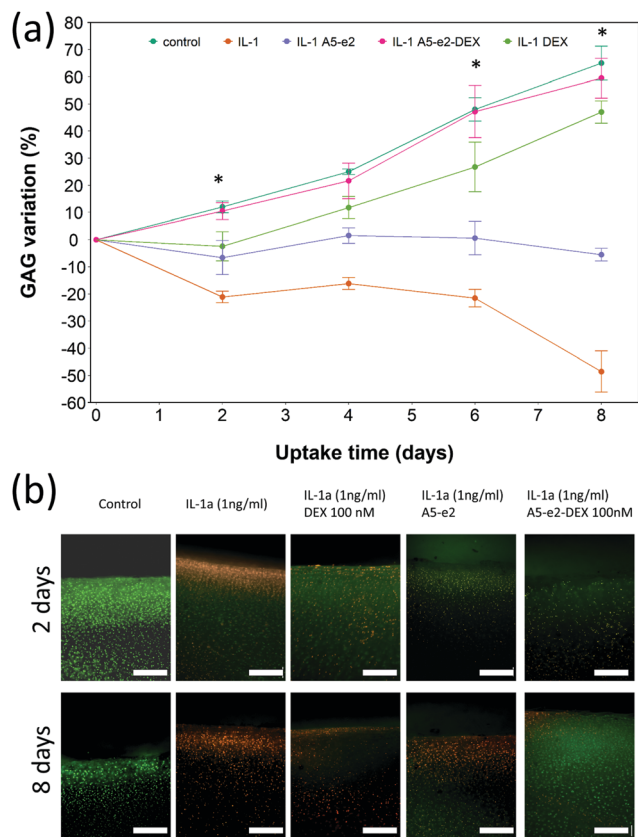 (a)
control IL-1 IL-1 A5-e2 IL-1 A5-e2-DEX IL-1 DEX
GAG variation (%)
80
70
60
50
40
30
20
10
0
-10
-20
-30
-40
-50
-60
* * *
0 1 2 3 4 5 6 7 8
Uptake time (days)
(b)
Control
IL-1a (1ng/ml)
IL-1a (1ng/ml)
DEX 100 nM
IL-1a (1ng/ml)
A5-e2
IL-1a (1ng/ml)
A5-e2-DEX 100nM
2 days
8 days